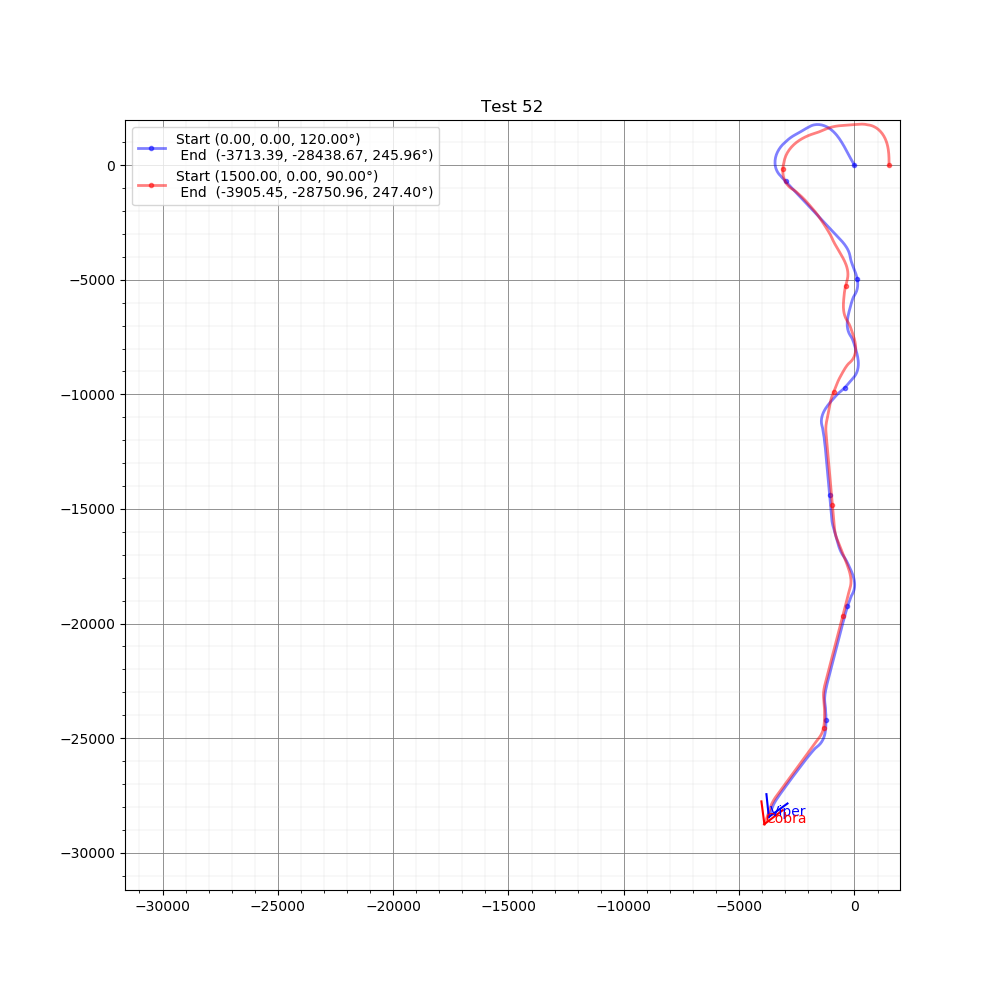 Test 52
Start (0.00, 0.00, 120.00°)
End (-3713.39, -28438.67, 245.96°)
Start (1500.00, 0.00, 90.00°)
End (-3905.45, -28750.96, 247.40°)
0
−5000
−10000
−15000
−20000
−25000
−30000
Viper
Cobra
−30000 −25000 −20000 −15000 −10000 −5000 0